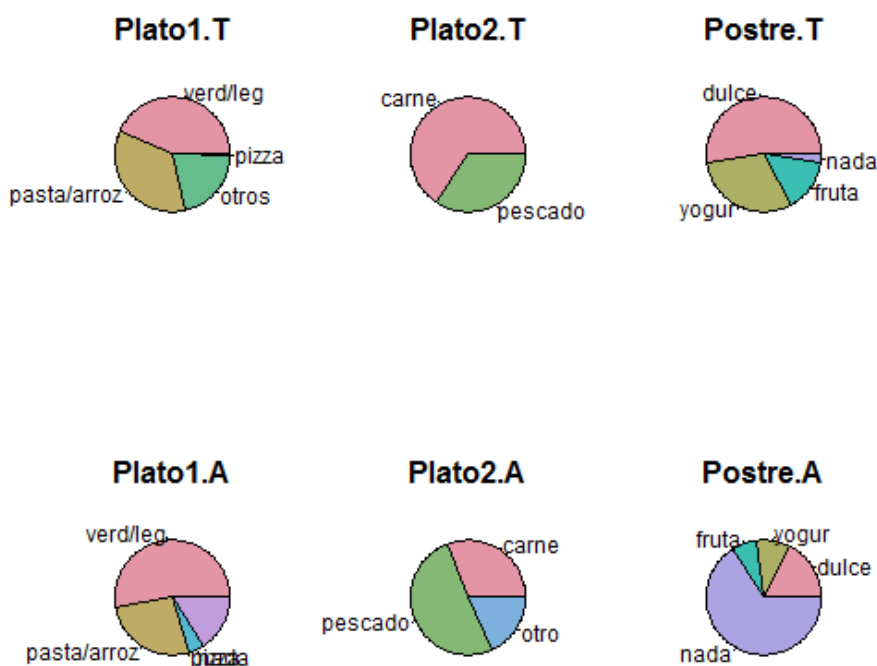 Plato1.T
Plato2.T
Postre.T
verd/leg
pizza
pasta/arroz
otros
carne
pescado
dulce
nada
yogur
fruta
Plato1.A
Plato2.A
Postre.A
verd/leg
pasta/arroz
carne
pescado
otro
fruta
yogur
dulce
nada